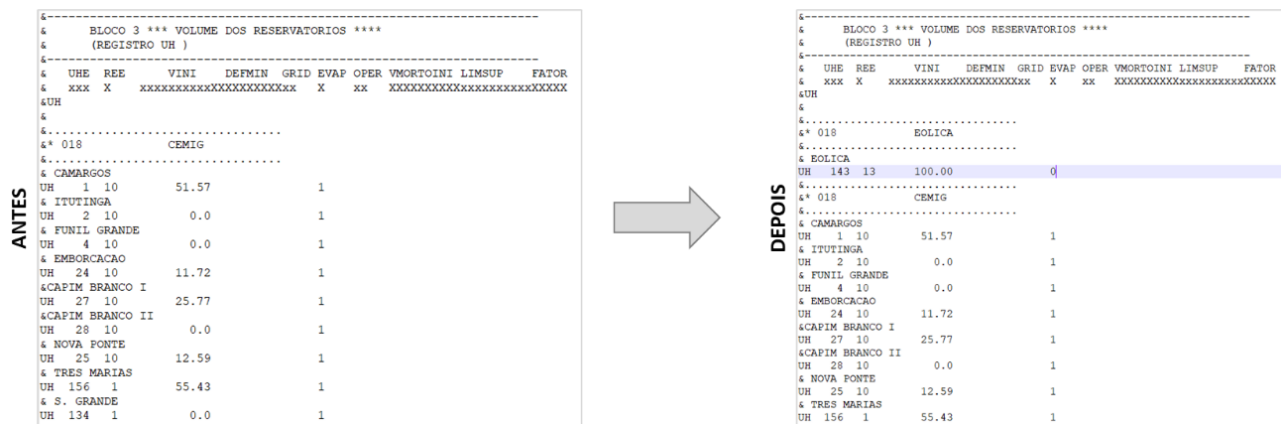 ANTES
&-------------------------------------------------------------
&      BLOCO 3 *** VOLUME DOS RESERVATORIOS ****
&      (REGISTRO UH )
&-------------------------------------------------------------
&   UHE  REE       VINI    DEFMIN  GRID EVAP OPER VMORTOINI LIMSUP    FATOR
&   xxx  X    xxxxxxxxxxXXXXXXXXXXxx   X    xx   XXXXXXXXXXxxxxxxxxxxXXXXX
&UH
&
&................................
&* 018            CEMIG
&................................
& CAMARGOS
UH    1  10       51.57             1
& ITUTINGA
UH    2  10         0.0             1
& FUNIL GRANDE
UH    4  10         0.0             1
& EMBORCACAO
UH   24  10       11.72             1
&CAPIM BRANCO I
UH   27  10       25.77             1
&CAPIM BRANCO II
UH   28  10         0.0             1
& NOVA PONTE
UH   25  10       12.59             1
& TRES MARIAS
UH  156   1       55.43             1
& S. GRANDE
UH  134   1         0.0             1
DEPOIS
&-------------------------------------------------------------
&      BLOCO 3 *** VOLUME DOS RESERVATORIOS ****
&      (REGISTRO UH )
&-------------------------------------------------------------
&   UHE  REE       VINI    DEFMIN  GRID EVAP OPER VMORTOINI LIMSUP    FATOR
&   xxx  X    xxxxxxxxxxXXXXXXXXXXxx   X    xx   XXXXXXXXXXxxxxxxxxxxXXXXX
&UH
&
&................................
&* 018            EOLICA
&................................
& EOLICA
UH   143  13      100.00            0
&................................
&* 018            CEMIG
&................................
& CAMARGOS
UH    1  10       51.57             1
& ITUTINGA
UH    2  10         0.0             1
& FUNIL GRANDE
UH    4  10         0.0             1
& EMBORCACAO
UH   24  10       11.72             1
&CAPIM BRANCO I
UH   27  10       25.77             1
&CAPIM BRANCO II
UH   28  10         0.0             1
& NOVA PONTE
UH   25  10       12.59             1
& TRES MARIAS
UH  156   1       55.43             1